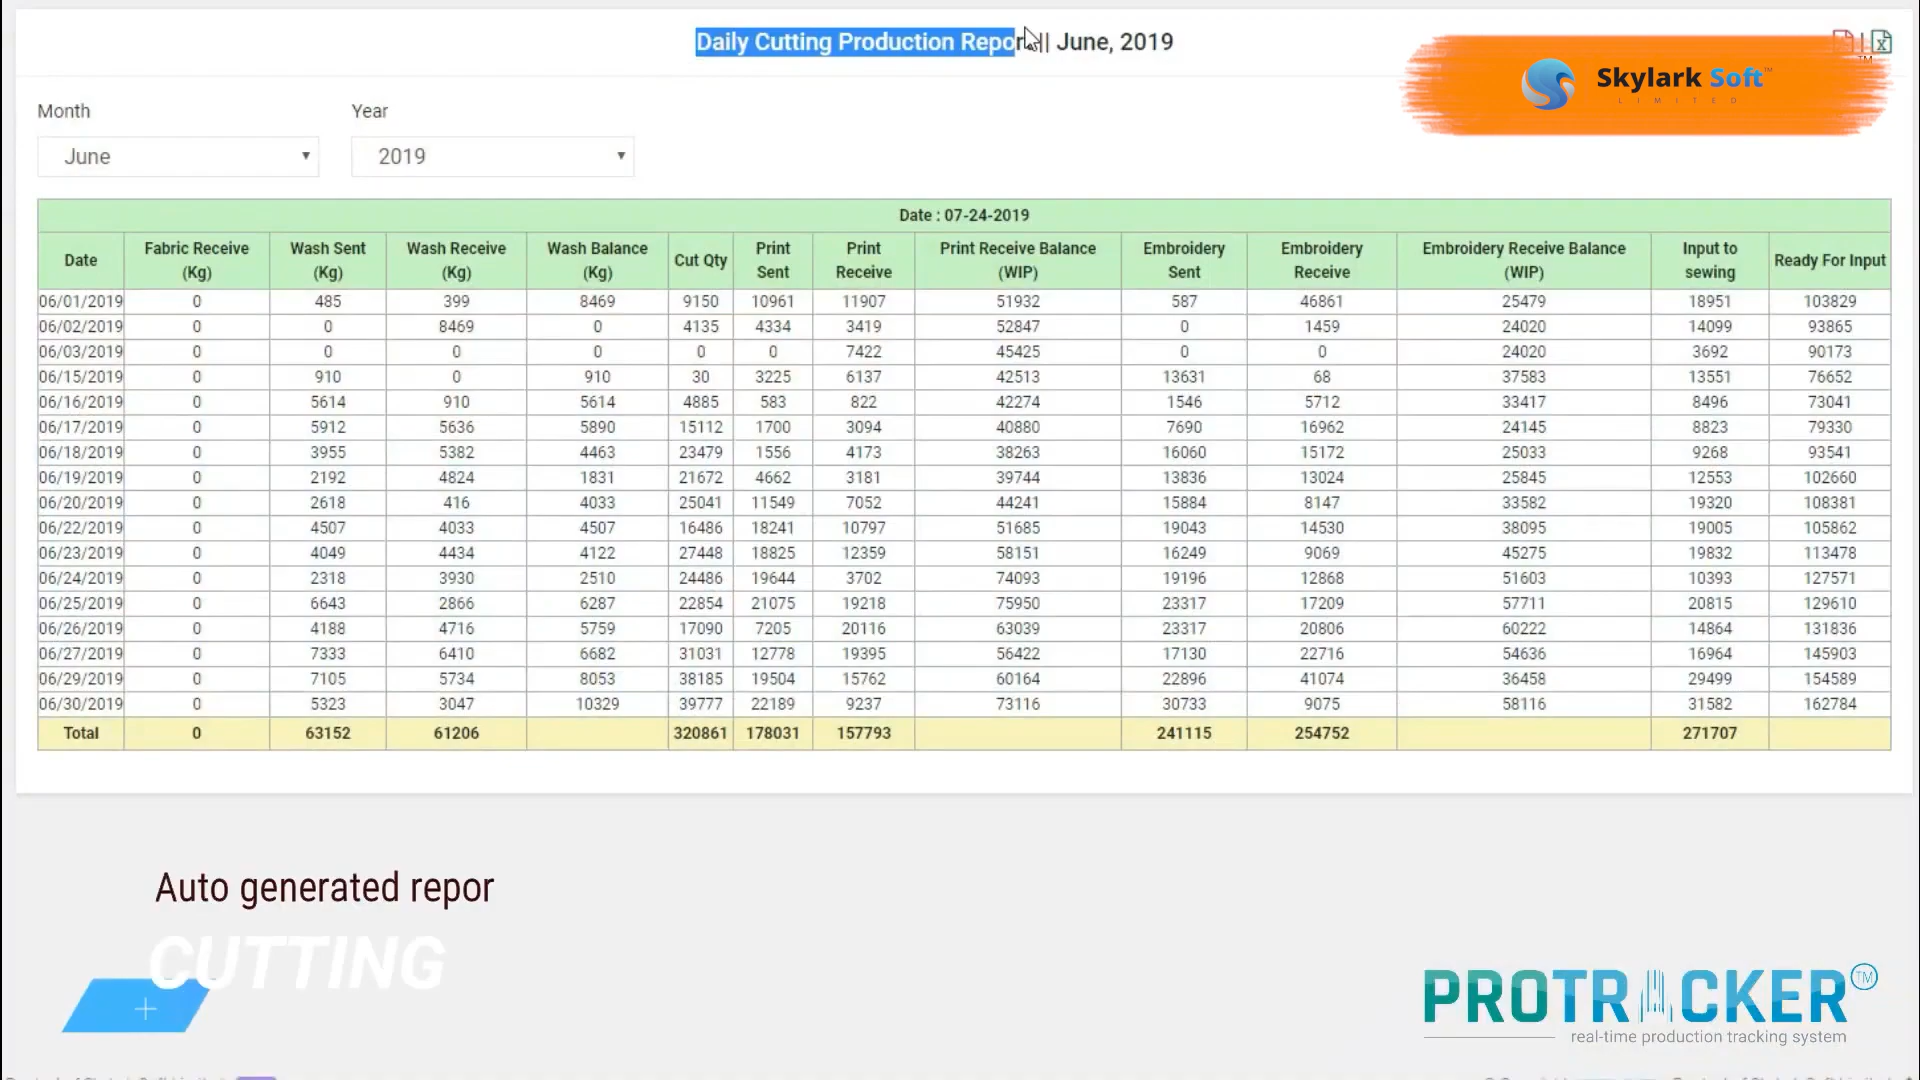 Daily Cutting Production Repor || June, 2019
Skylark Soft™
LIMITED
Month Year
June 2019
Date : 07-24-2019
Date Fabric Receive (Kg) Wash Sent (Kg) Wash Receive (Kg) Wash Balance (Kg) Cut Qty Print Sent Print Receive Print Receive Balance (WIP) Embroidery Sent Embroidery Receive Embroidery Receive Balance (WIP) Input to sewing Ready For Input
06/01/2019 0 485 399 8469 9150 10961 11907 51932 587 46861 25479 18951 103829
06/02/2019 0 0 8469 0 4135 4334 3419 52847 0 1459 24020 14099 93865
06/03/2019 0 0 0 0 0 0 7422 45425 0 0 24020 3692 90173
06/15/2019 0 910 0 910 30 3225 6137 42513 13631 68 37583 13551 76652
06/16/2019 0 5614 910 5614 4885 583 822 42274 1546 5712 33417 8496 73041
06/17/2019 0 5912 5636 5890 15112 1700 3094 40880 7690 16962 24145 8823 79330
06/18/2019 0 3955 5382 4463 23479 1556 4173 38263 16060 15172 25033 9268 93541
06/19/2019 0 2192 4824 1831 21672 4662 3181 39744 13836 13024 25845 12553 102660
06/20/2019 0 2618 416 4033 25041 11549 7052 44241 15884 8147 33582 19320 108381
06/22/2019 0 4507 4033 4507 16486 18241 10797 51685 19043 14530 38095 19005 105862
06/23/2019 0 4049 4434 4122 27448 18825 12359 58151 16249 9069 45275 19832 113478
06/24/2019 0 2318 3930 2510 24486 19644 3702 74093 19196 12868 51603 10393 127571
06/25/2019 0 6643 2866 6287 22854 21075 19218 75950 23317 17209 57711 20815 129610
06/26/2019 0 4188 4716 5759 17090 7205 20116 63039 23317 20806 60222 14864 131836
06/27/2019 0 7333 6410 6682 31031 12778 19395 56422 17130 22716 54636 16964 145903
06/29/2019 0 7105 5734 8053 38185 19504 15762 60164 22896 41074 36458 29499 154589
06/30/2019 0 5323 3047 10329 39777 22189 9237 73116 30733 9075 58116 31582 162784
Total 0 63152 61206 320861 178031 157793 241115 254752 271707
Auto generated repor
CUTTING
PROTRACKER™
real-time production tracking system